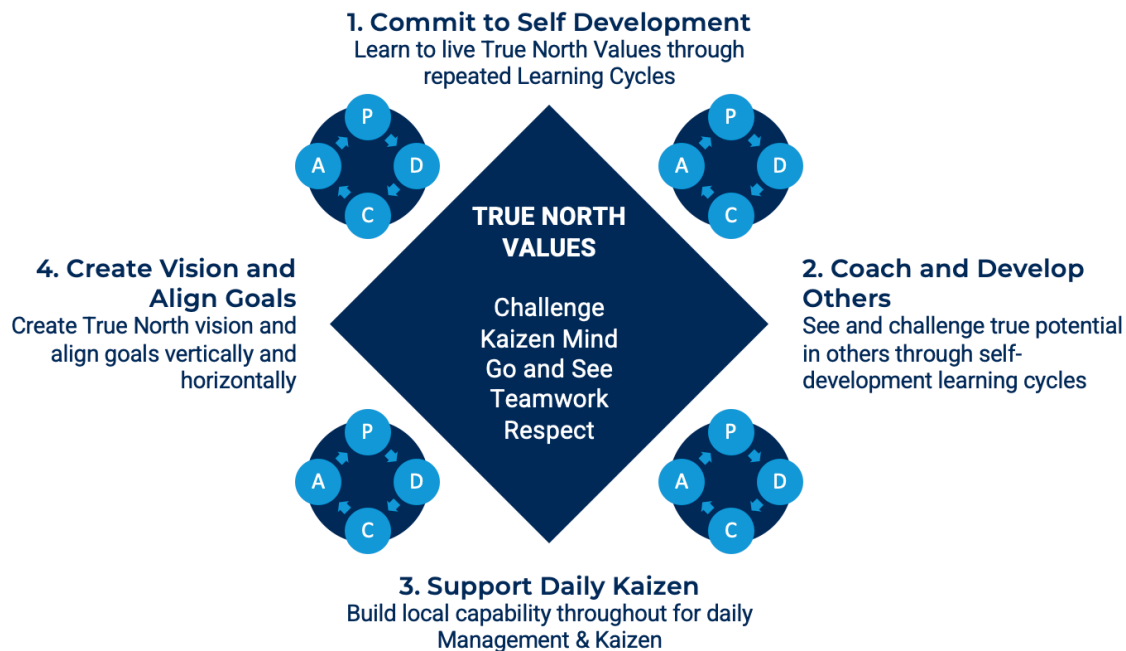 1. Commit to Self Development
Learn to live True North Values through
repeated Learning Cycles
P
A
D
C
P
A
D
C
TRUE NORTH
VALUES
Challenge
Kaizen Mind
Go and See
Teamwork
Respect
4. Create Vision and
Align Goals
Create True North vision and
align goals vertically and
horizontally
2. Coach and Develop
Others
See and challenge true potential
in others through self-
development learning cycles
P
A
D
C
P
A
D
C
3. Support Daily Kaizen
Build local capability throughout for daily
Management & Kaizen